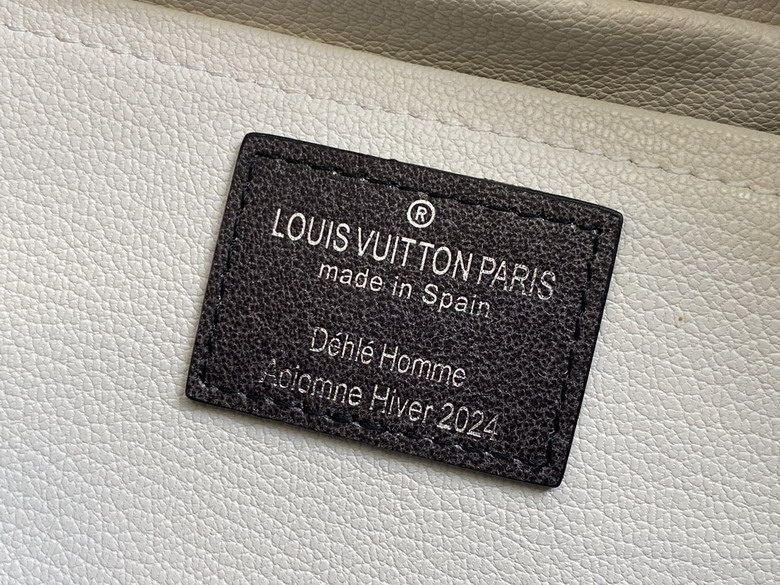 ®
LOUIS VUITTON PARIS
made in Spain
Déhlé Homme
Aoiomne Hiver 2024